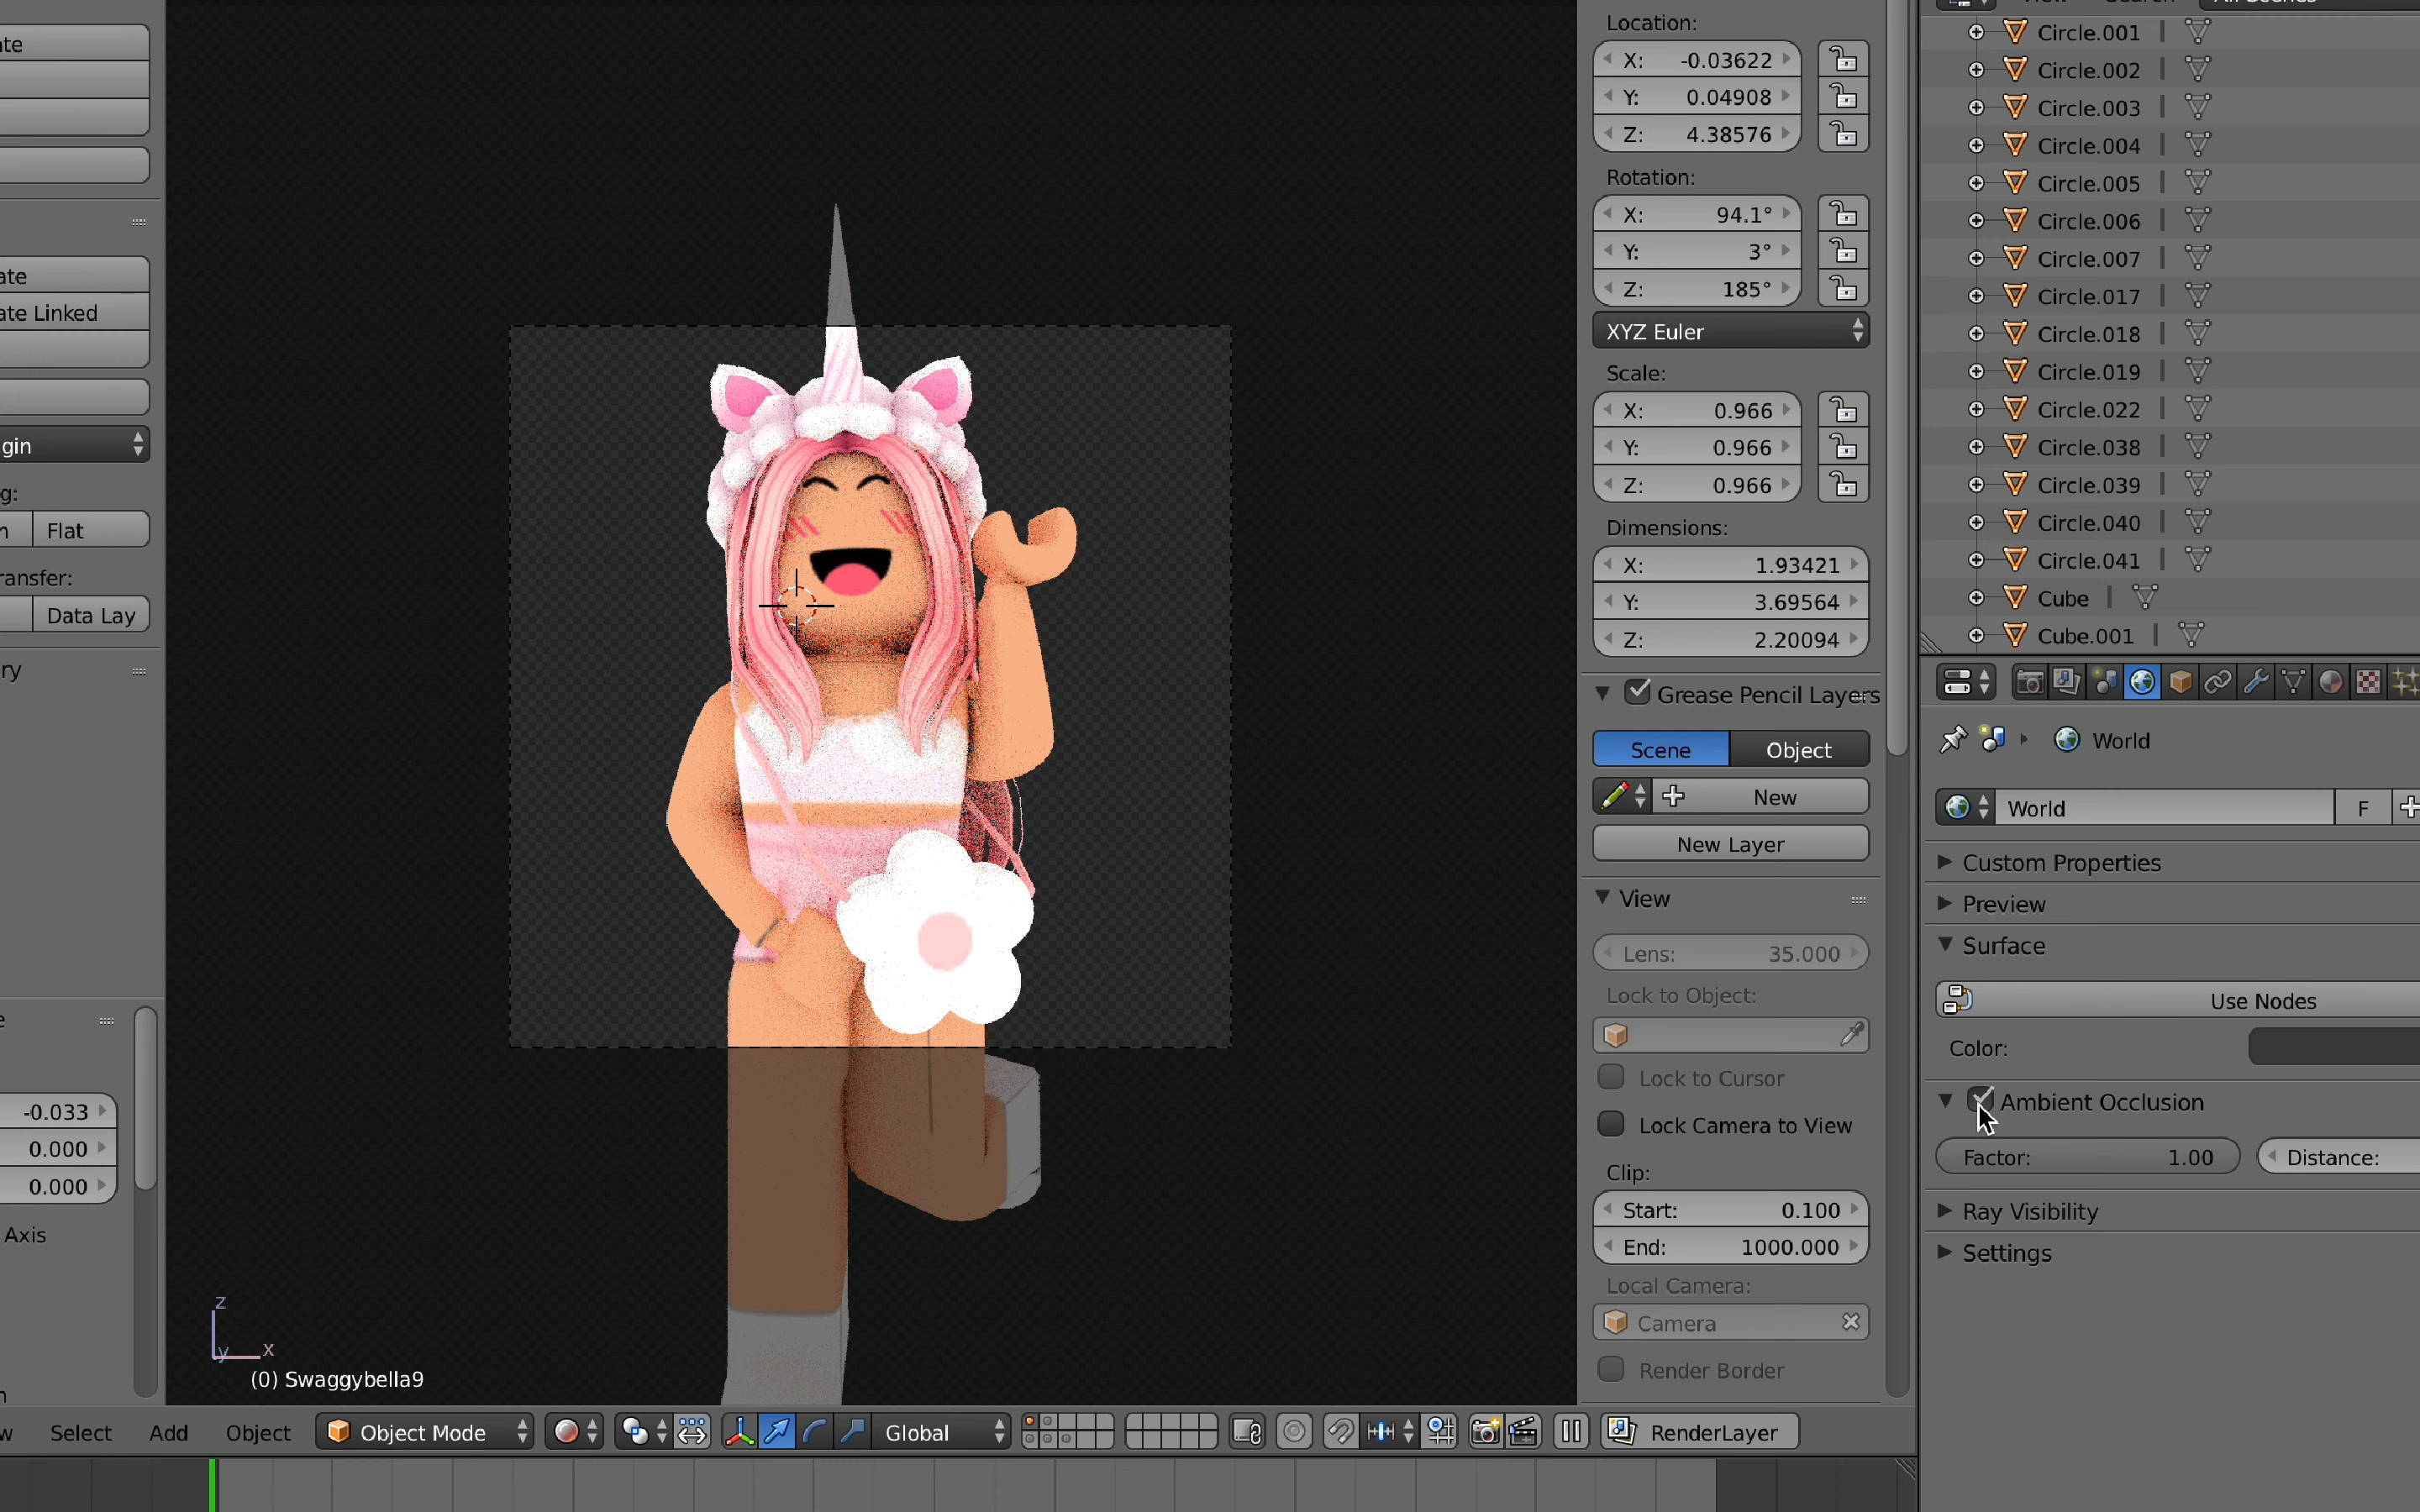 Linked
Flat
Data Lay
Axis
(0) Swaggybella9
Select
Add
Object
Object Mode
Global
RenderLayer
-0.033
0.000
0.000
z
y
x
Location:
X: -0.03622
Y: 0.04908
Z: 4.38576
Rotation:
X: 94.1°
Y: 3°
Z: 185°
XYZ Euler
Scale:
X: 0.966
Y: 0.966
Z: 0.966
Dimensions:
X: 1.93421
Y: 3.69564
Z: 2.20094
Grease Pencil Layers
Scene Object
New
New Layer
View
Lens: 35.000
Lock to Object:
Lock to Cursor
Lock Camera to View
Clip:
Start: 0.100
End: 1000.000
Local Camera:
Camera
Render Border
Circle.001
Circle.002
Circle.003
Circle.004
Circle.005
Circle.006
Circle.007
Circle.017
Circle.018
Circle.019
Circle.022
Circle.038
Circle.039
Circle.040
Circle.041
Cube
Cube.001
World
World F
Custom Properties
Preview
Surface
Use Nodes
Color:
Ambient Occlusion
Factor: 1.00 Distance:
Ray Visibility
Settings